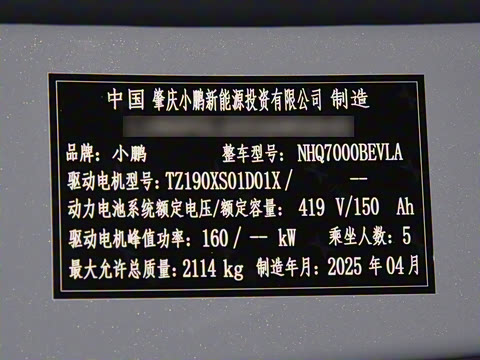 中国 肇庆小鹏新能源投资有限公司 制造
品牌: 小鹏 整车型号: NHQ7000BEVLA
驱动电机型号: TZ190XS01D01X / --
动力电池系统额定电压/额定容量: 419 V/150 Ah
驱动电机峰值功率: 160 / -- kW 乘坐人数: 5
最大允许总质量: 2114 kg 制造年月: 2025 年 04 月